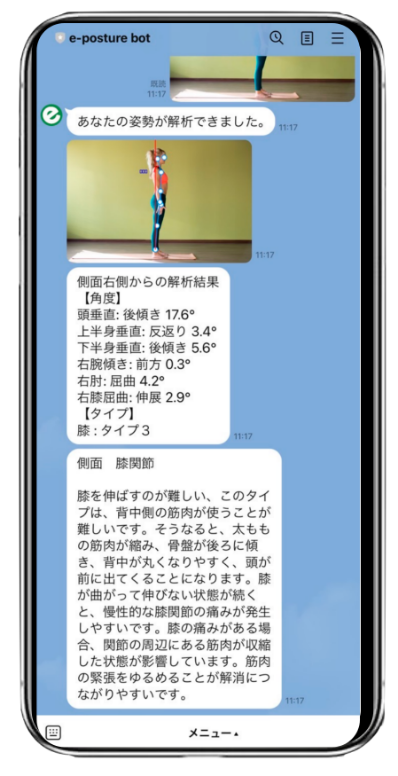 e-posture bot
既読
11:17
あなたの姿勢が解析できました。
11:17
11:17
側面右側からの解析結果
【角度】
頭垂直: 後傾き 17.6°
上半身垂直: 反返り 3.4°
下半身垂直: 後傾き 5.6°
右腕傾き: 前方 0.3°
右肘: 屈曲 4.2°
右膝屈曲: 伸展 2.9°
【タイプ】
膝 : タイプ３
11:17
側面　膝関節
膝を伸ばすのが難しい、このタイ
プは、背中側の筋肉が使うことが
難しいです。そうなると、太もも
の筋肉が縮み、骨盤が後ろに傾
き、背中が丸くなりやすく、頭が
前に出てくることになります。膝
が曲がって伸びない状態が続く
と、慢性的な膝関節の痛みが発生
しやすいです。膝の痛みがある場
合、関節の周辺にある筋肉が収縮
した状態が影響しています。筋肉
の緊張をゆるめることが解消につ
ながりやすいです。
11:17
メニュー